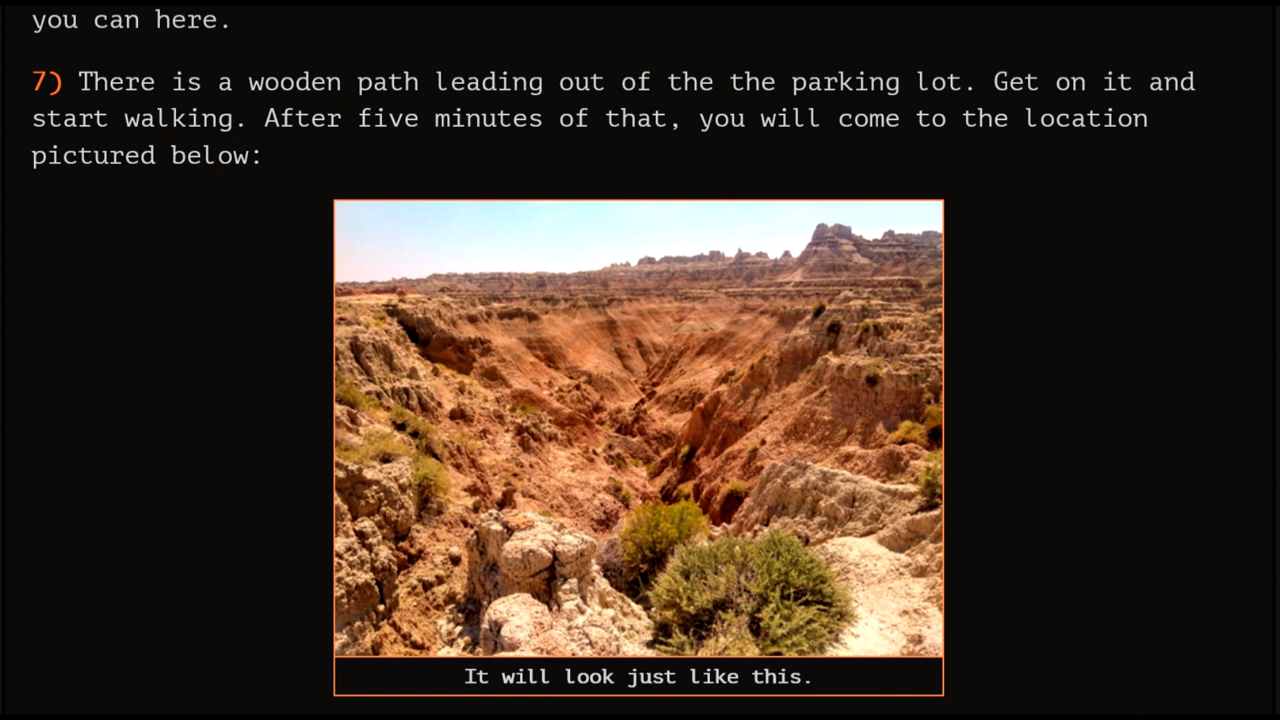 you can here.
7) There is a wooden path leading out of the the parking lot. Get on it and
start walking. After five minutes of that, you will come to the location
pictured below:
It will look just like this.